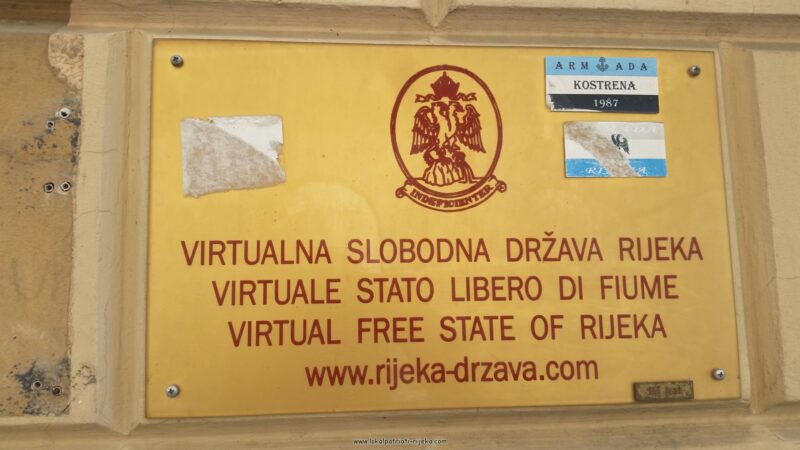 ARMADA
KOSTRENA
1987
INDEFICIENTER
VIRTUALNA SLOBODNA DRŽAVA RIJEKA
VIRTUALE STATO LIBERO DI FIUME
VIRTUAL FREE STATE OF RIJEKA
www.rijeka-drzava.com
www.lokalpatrioti-rijeka.com